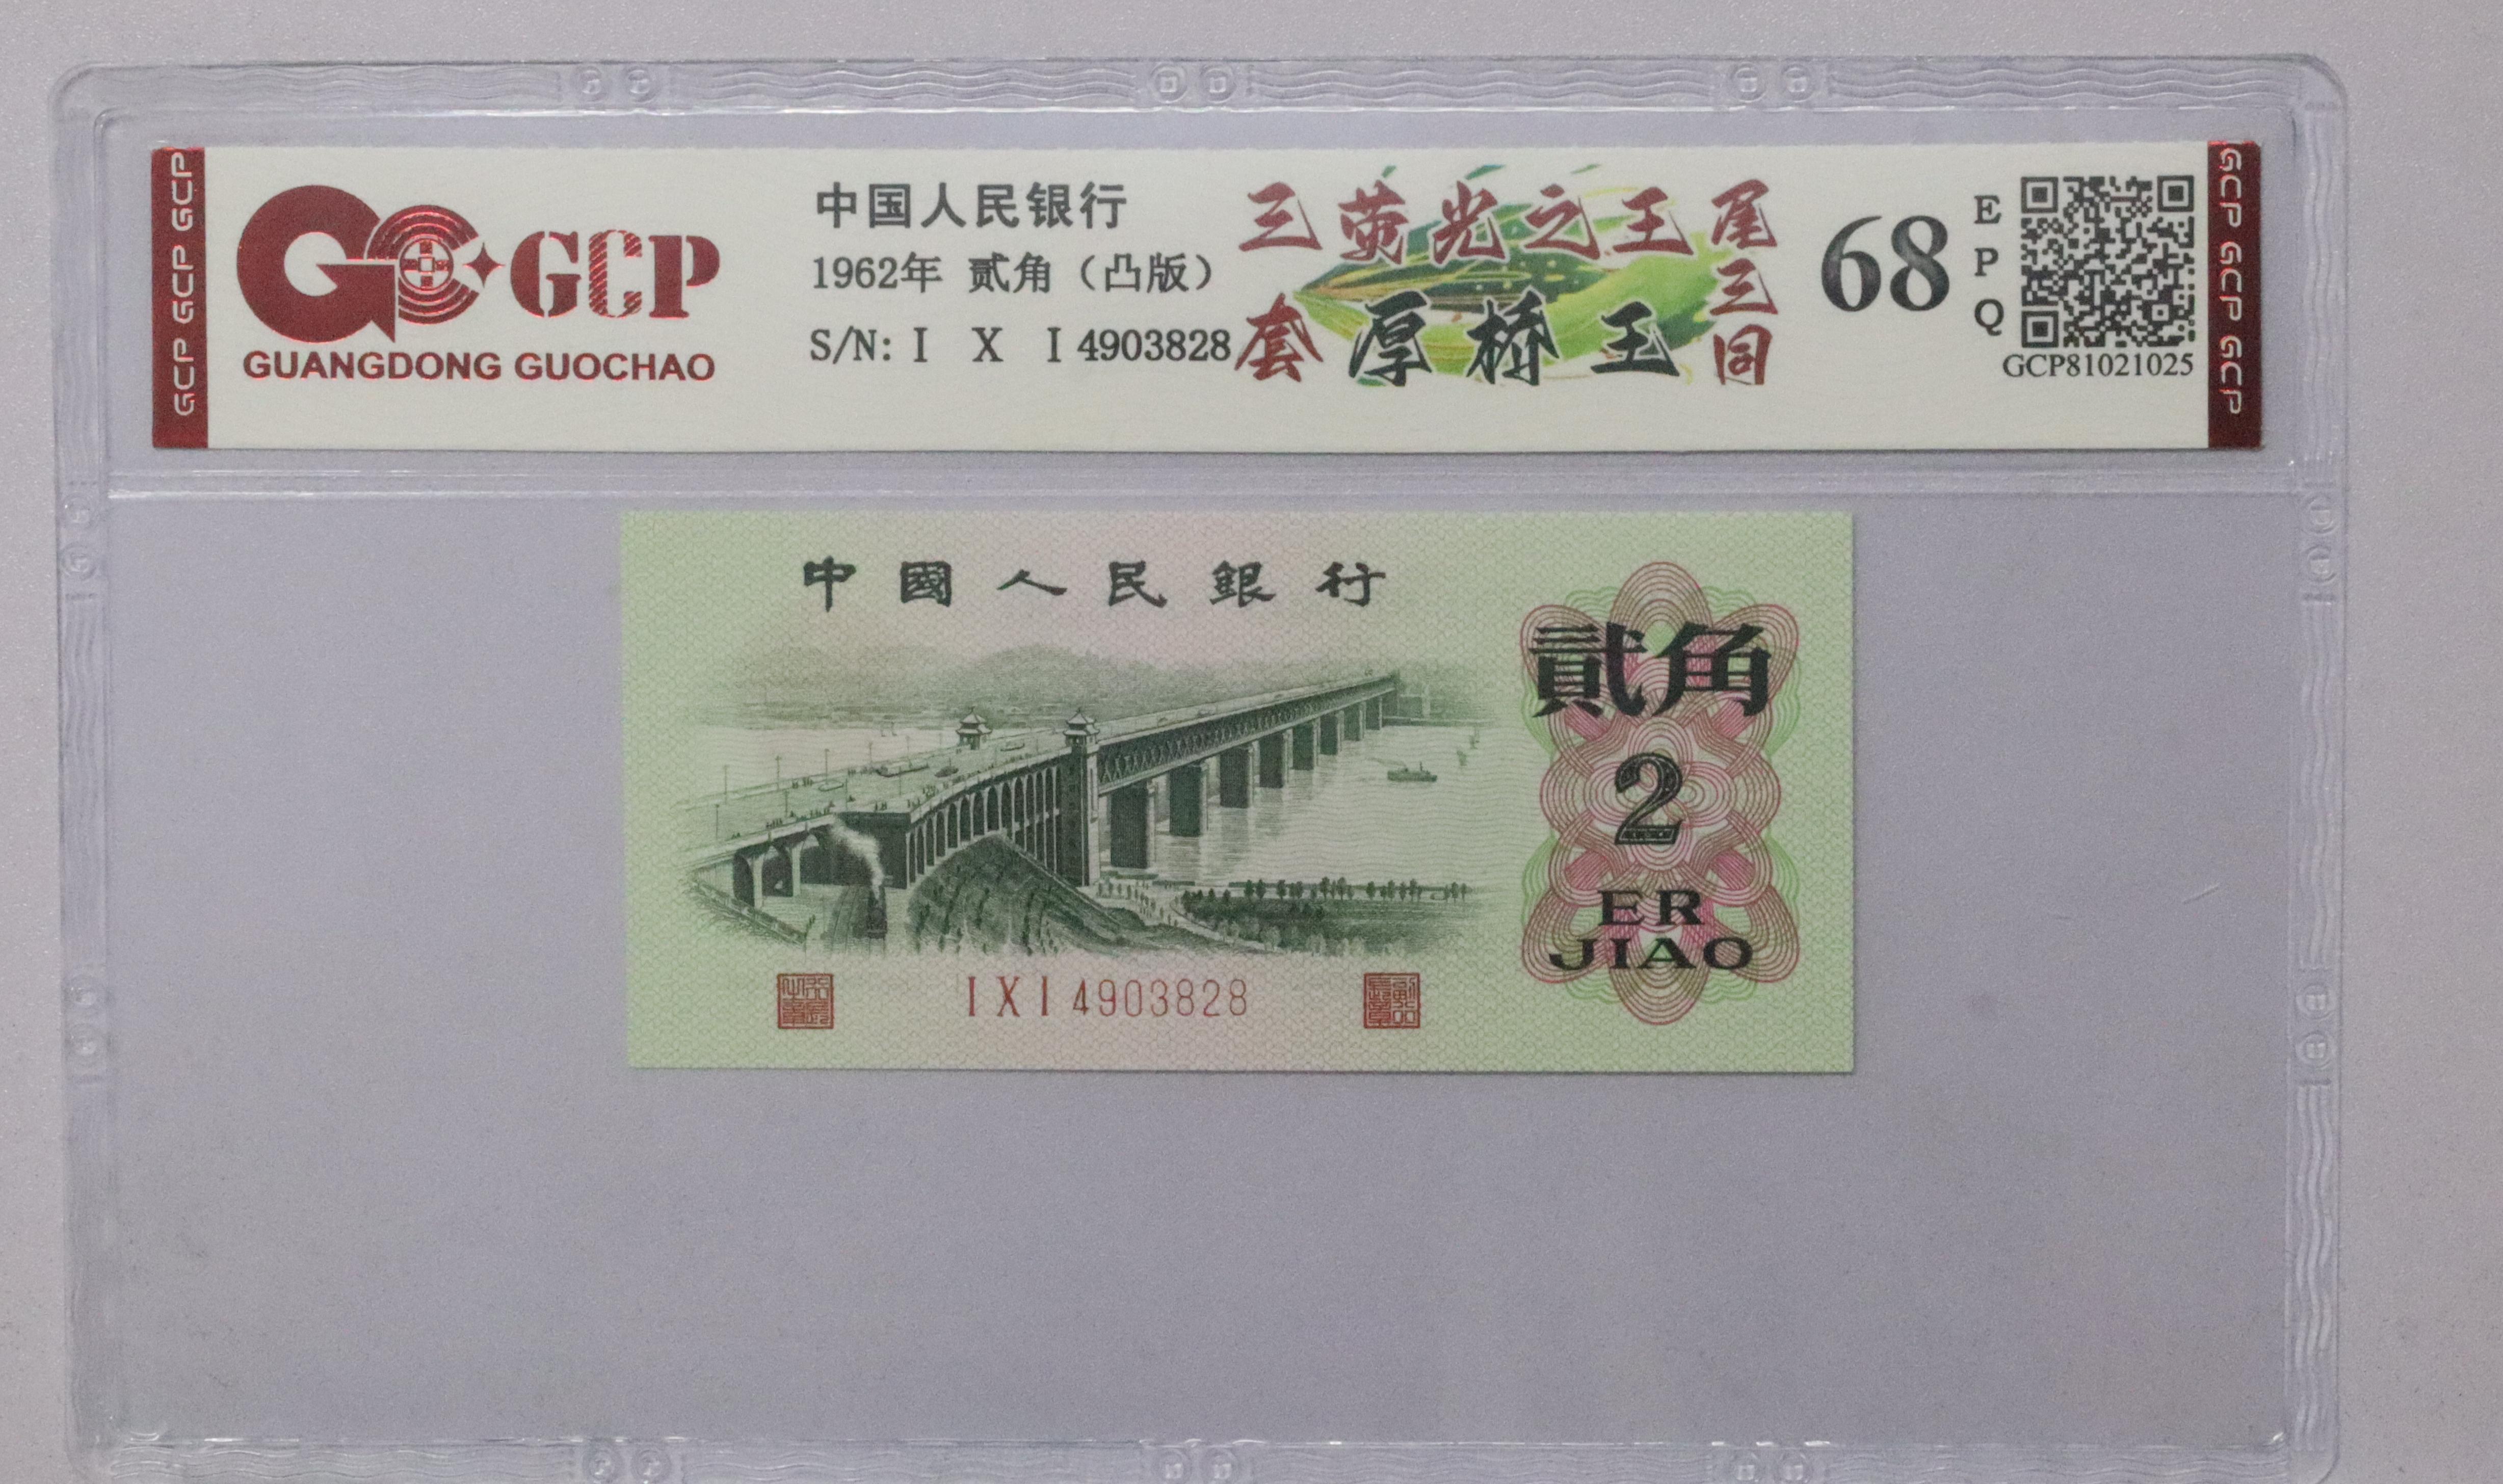 GCP GCP GCP
GCP
GUANGDONG GUOCHAO
中国人民银行
1962年 贰角（凸版）
S/N: I X I 4903828
三 荧光之王 尾
套 厚桥王 三
同
68
E
P
Q
GCP81021025
GCP GCP GCP
中國人民銀行
貳角
2
ER
JIAO
I X I 4903828